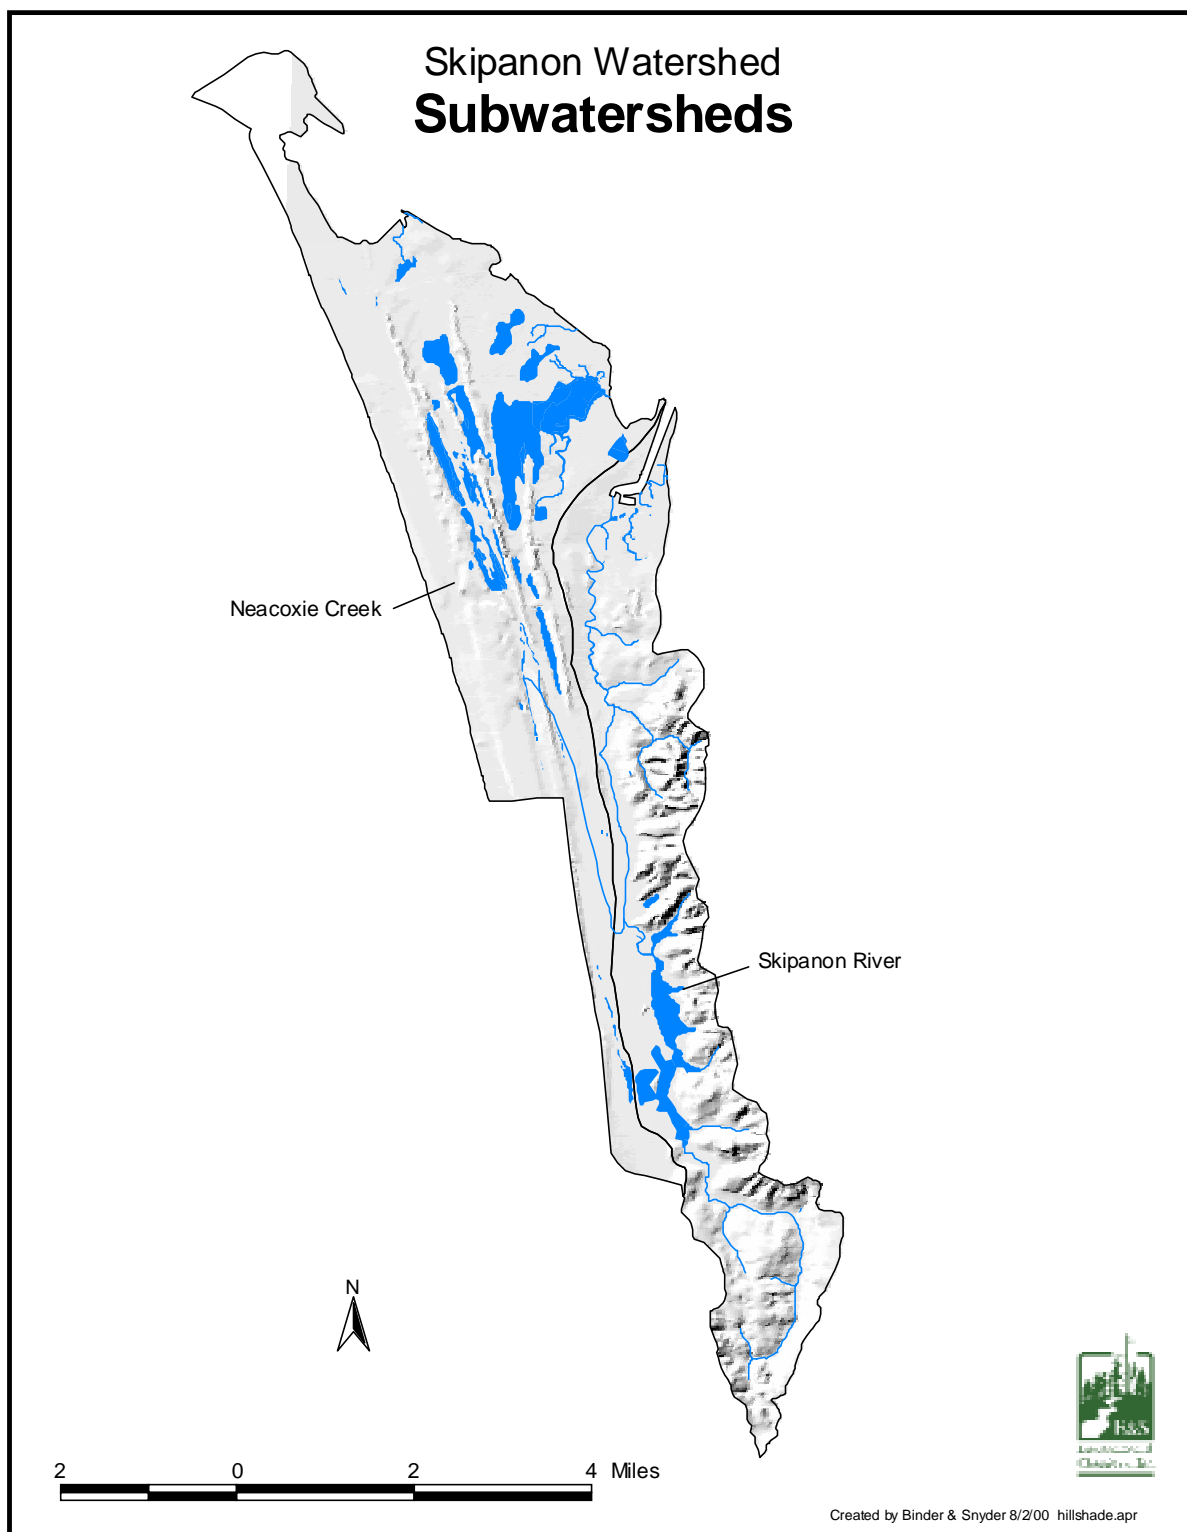 Skipanon Watershed
Subwatersheds
Neacoxie Creek
Skipanon River
N
2 0 2 4 Miles
E&S
Created by Binder & Snyder 8/2/00 hillshade.apr